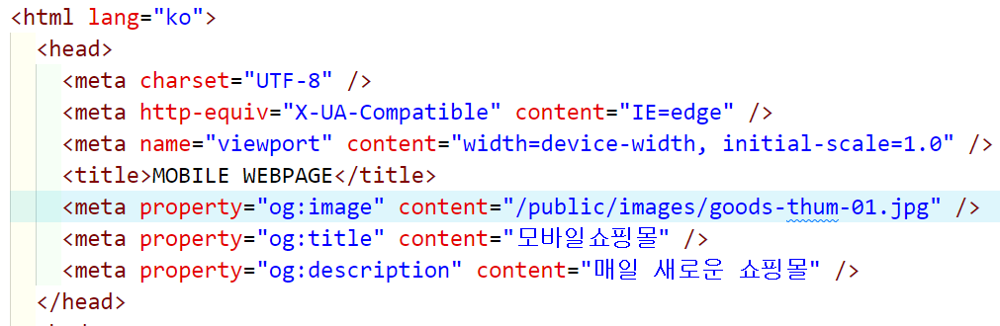 <html lang="ko">
<head>
<meta charset="UTF-8" />
<meta http-equiv="X-UA-Compatible" content="IE=edge" />
<meta name="viewport" content="width=device-width, initial-scale=1.0" />
<title>MOBILE WEBPAGE</title>
<meta property="og:image" content="/public/images/goods-thum-01.jpg" />
<meta property="og:title" content="모바일쇼핑몰" />
<meta property="og:description" content="매일 새로운 쇼핑몰" />
</head>